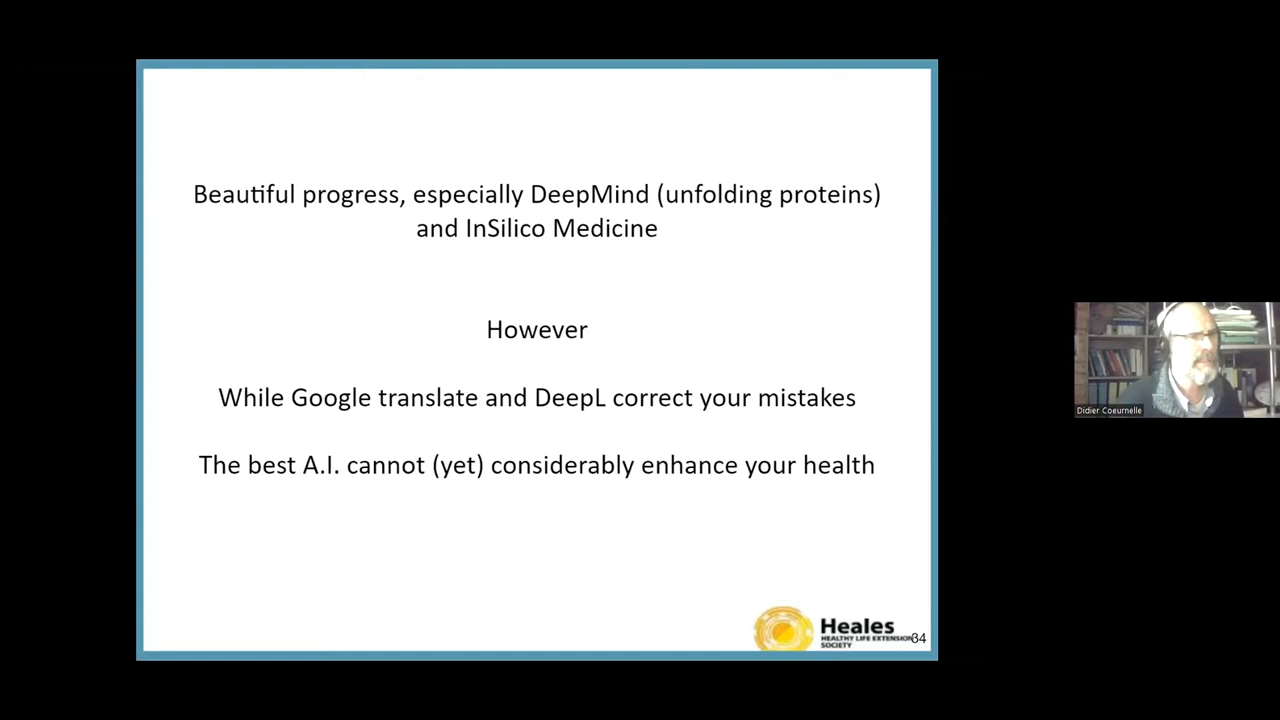 Beautiful progress, especially DeepMind (unfolding proteins)
and InSilico Medicine
However
While Google translate and DeepL correct your mistakes
The best A.I. cannot (yet) considerably enhance your health
Heales
HEALTHY LIFE EXTENSION
SOCIETY
34
Didier Coeurnelle